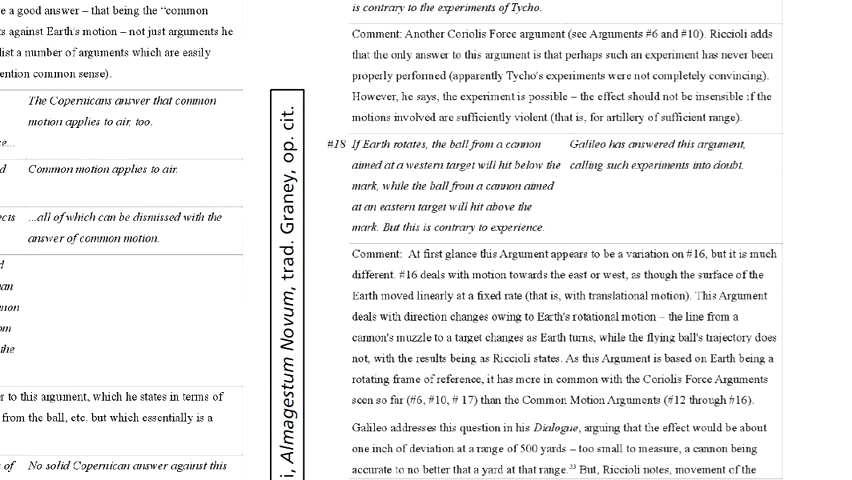 e a good answer – that being the "common
s against Earth's motion – not just arguments he
list a number of arguments which are easily
ention common sense).
The Copernicans answer that common
motion applies to air, too.
e...
d Common motion applies to air.
ects ...all of which can be dismissed with the
answer of common motion.
d
an
mon
om
the
r to this argument, which he states in terms of
from the ball, etc. but which essentially is a
of No solid Copernican answer against this
i, Almagestum Novum, trad. Graney, op. cit.
is contrary to the experiments of Tycho.
Comment: Another Coriolis Force argument (see Arguments #6 and #10). Riccioli adds
that the only answer to this argument is that perhaps such an experiment has never been
properly performed (apparently Tycho's experiments were not completely convincing).
However, he says, the experiment is possible – the effect should not be insensible if the
motions involved are sufficiently violent (that is, for artillery of sufficient range).
#18 If Earth rotates, the ball from a cannon Galileo has answered this argument,
aimed at a western target will hit below the calling such experiments into doubt.
mark, while the ball from a cannon aimed
at an eastern target will hit above the
mark. But this is contrary to experience.
Comment: At first glance this Argument appears to be a variation on #16, but it is much
different. #16 deals with motion towards the east or west, as though the surface of the
Earth moved linearly at a fixed rate (that is, with translational motion). This Argument
deals with direction changes owing to Earth's rotational motion – the line from a
cannon's muzzle to a target changes as Earth turns, while the flying ball's trajectory does
not, with the results being as Riccioli states. As this Argument is based on Earth being a
rotating frame of reference, it has more in common with the Coriolis Force Arguments
seen so far (#6, #10, # 17) than the Common Motion Arguments (#12 through #16).
Galileo addresses this question in his Dialogue, arguing that the effect would be about
one inch of deviation at a range of 500 yards – too small to measure, a cannon being
accurate to no better that a yard at that range.³³ But, Riccioli notes, movement of the